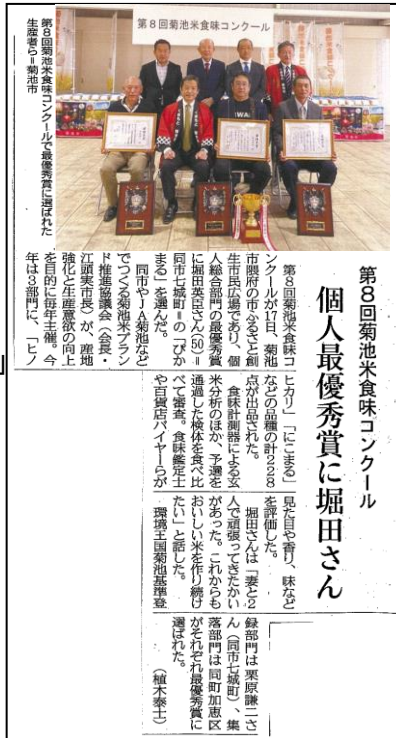 第8回菊池米食味コンクール
第8回菊池米食味コンクールで最優秀賞に選ばれた
生産者ら＝菊池市
第8回菊池米食味コンクール
個人最優秀賞に堀田さん
第8回菊池米食味コ
ンクールが17日、菊池
市隈府の市ふるさと創
生市民広場であり、個
人総合部門の最優秀賞
に堀田英臣さん(50)＝
同市七城町＝の「ぴか
まる」を選んだ。
同市やJA菊池など
でつくる菊池米ブラン
ド推進協議会（会長・
江頭実市長）が、産地
強化と生産意欲の向上
を目的に毎年主催。今
年は3部門に、「ヒノ
ヒカリ」「にこまる」
などの品種の計228
点が出品された。
食味計測器による玄
米分析のほか、予選を
通過した検体を食べ比
べて審査。食味鑑定士
や百貨店バイヤーらが
見た目や香り、味など
を評価した。
堀田さんは「妻と2
人で頑張ってきたかい
があった。これからも
おいしい米を作り続け
たい」と話した。
環境王国菊池基準登
録部門は栗原謙二さ
ん（同市七城町）、集
落部門は同町加恵区
がそれぞれ最優秀賞に
選ばれた。
（植木泰士）